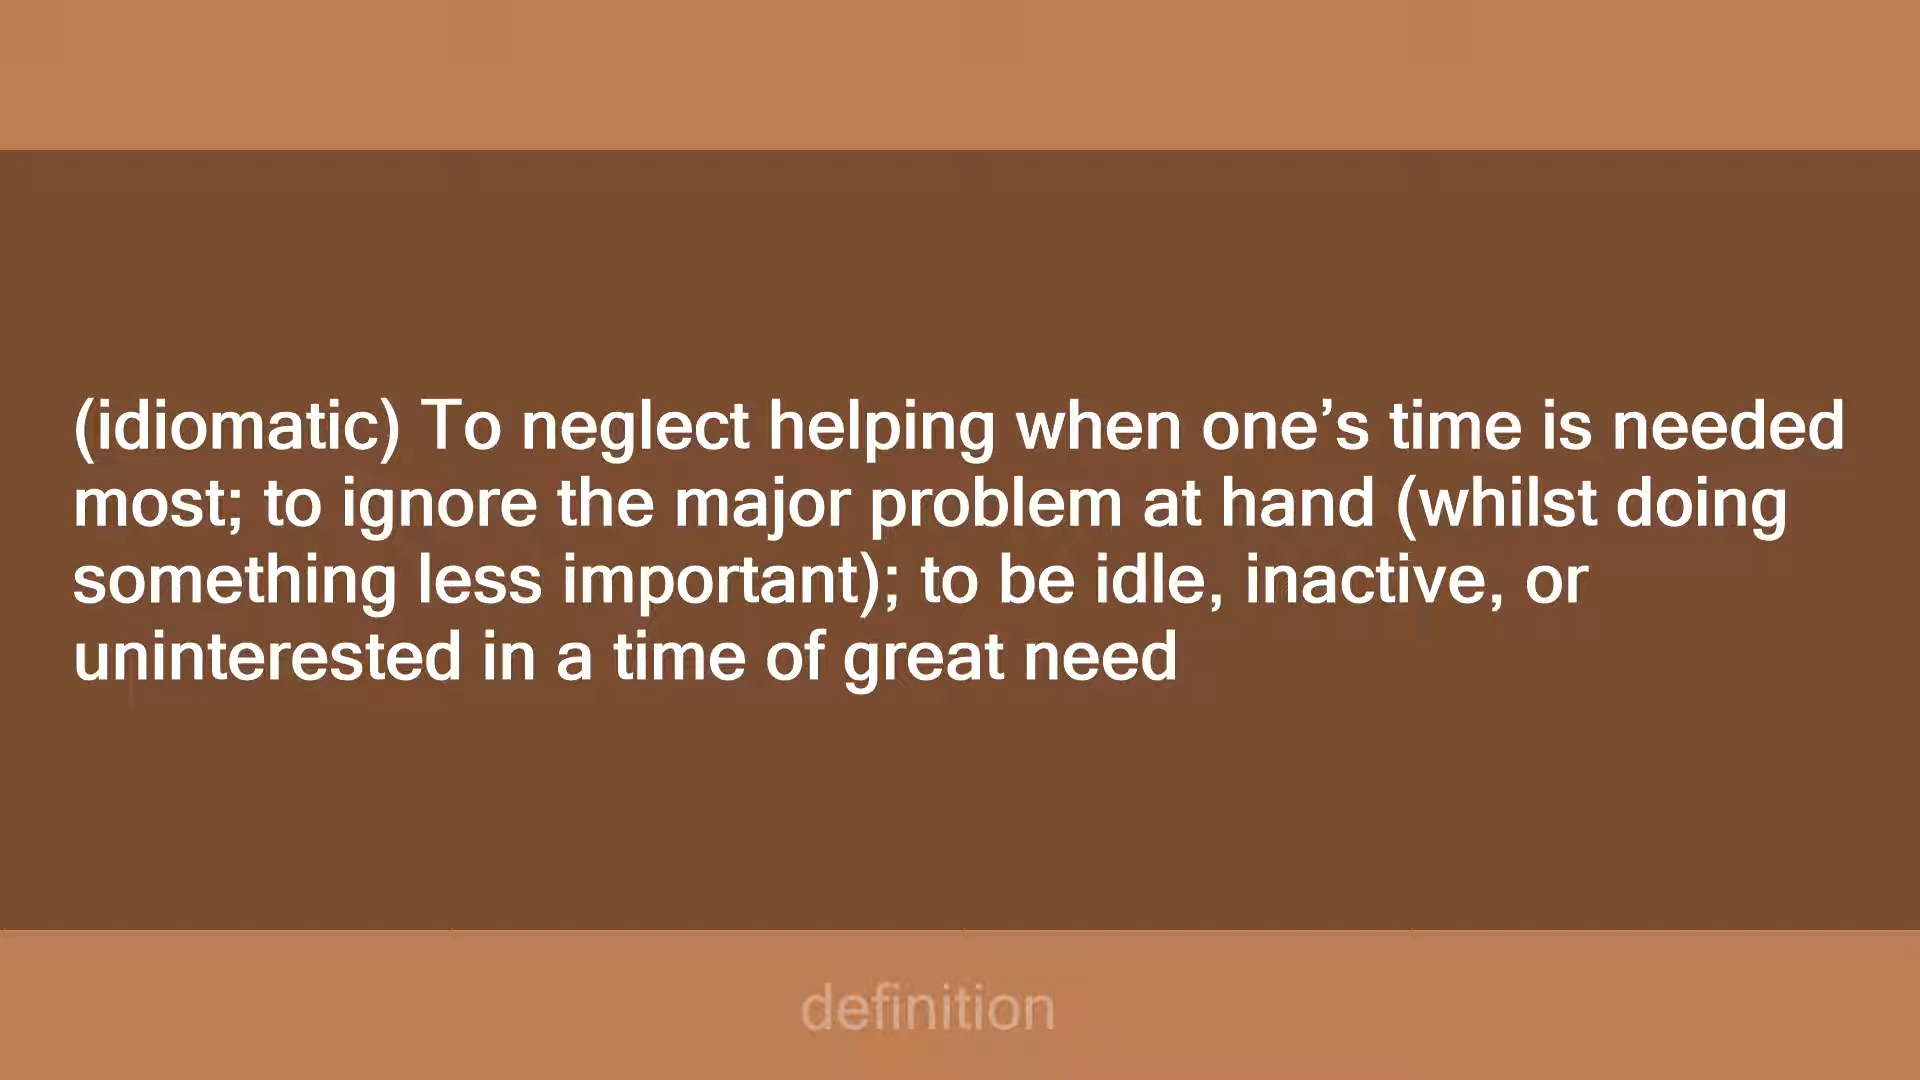 (idiomatic) To neglect helping when one’s time is needed
most; to ignore the major problem at hand (whilst doing
something less important); to be idle, inactive, or
uninterested in a time of great need
definition